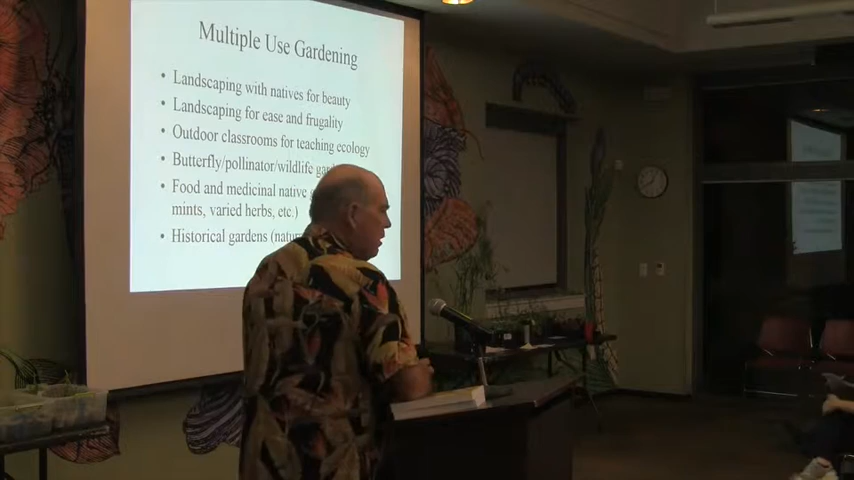 Multiple Use Gardening
• Landscaping with natives for beauty
• Landscaping for ease and frugality
• Outdoor classrooms for teaching ecology
• Butterfly/pollinator/wildlife
• Food and medicinal native
mints, varied herbs, etc.)
• Historical gardens